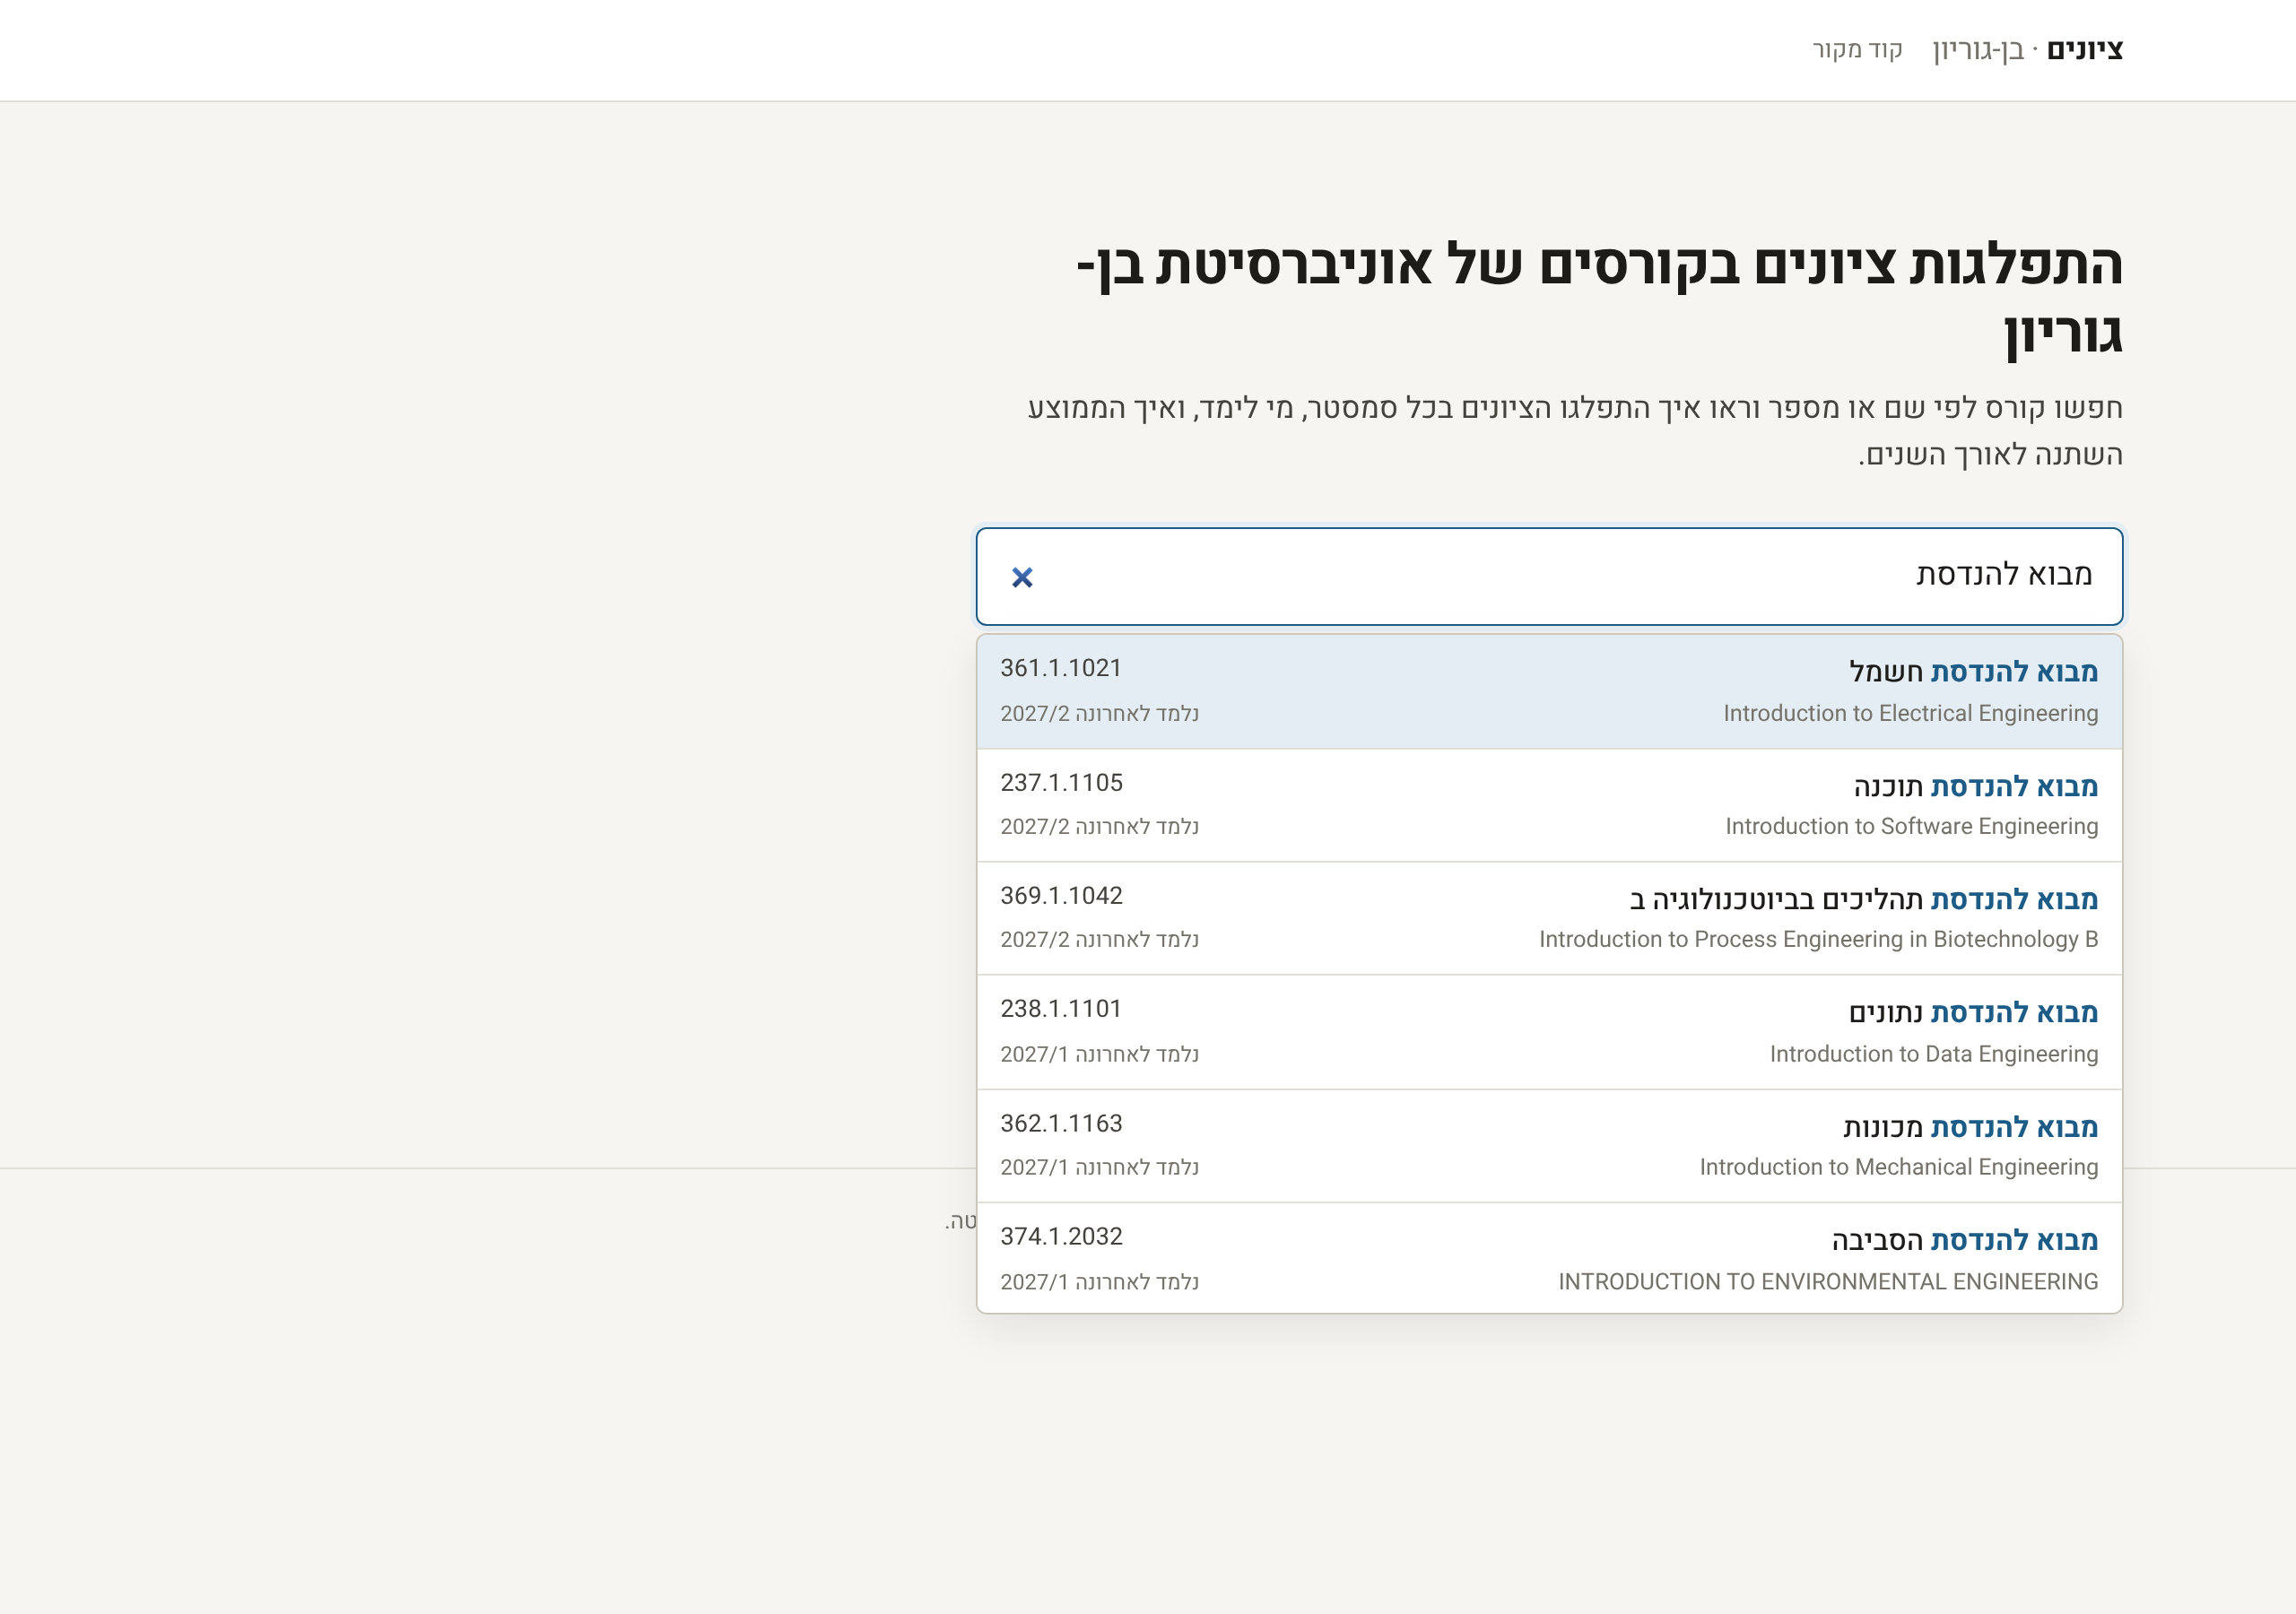 ציונים · בן-גוריון קוד מקור
התפלגות ציונים בקורסים של אוניברסיטת בן-
גוריון
חפשו קורס לפי שם או מספר וראו איך התפלגו הציונים בכל סמסטר, מי לימד, ואיך הממוצע
השתנה לאורך השנים.
מבוא להנדסת
מבוא להנדסת חשמל 361.1.1021
Introduction to Electrical Engineering נלמד לאחרונה 2027/2
מבוא להנדסת תוכנה 237.1.1105
Introduction to Software Engineering נלמד לאחרונה 2027/2
מבוא להנדסת תהליכים בביוטכנולוגיה ב 369.1.1042
Introduction to Process Engineering in Biotechnology B נלמד לאחרונה 2027/2
מבוא להנדסת נתונים 238.1.1101
Introduction to Data Engineering נלמד לאחרונה 2027/1
מבוא להנדסת מכונות 362.1.1163
Introduction to Mechanical Engineering נלמד לאחרונה 2027/1
מבוא להנדסת הסביבה 374.1.2032
INTRODUCTION TO ENVIRONMENTAL ENGINEERING נלמד לאחרונה 2027/1